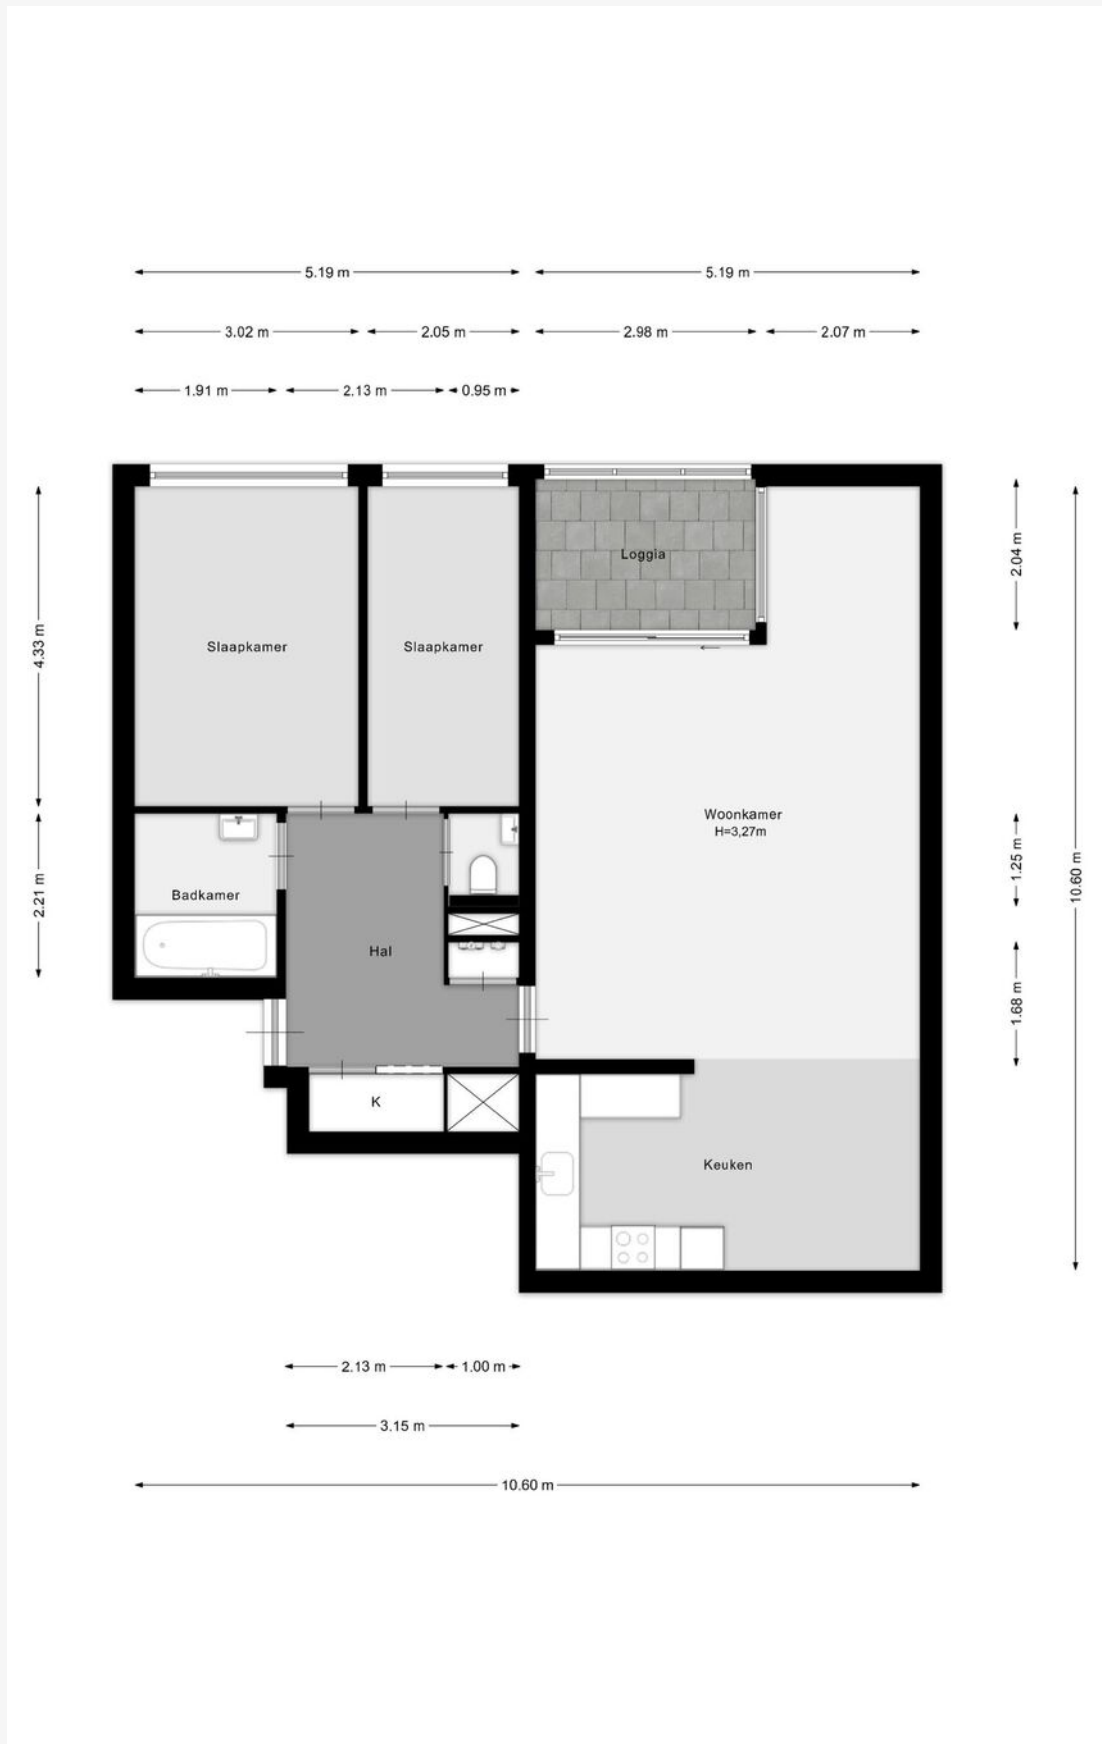 5.19 m
5.19 m
3.02 m
2.05 m
2.98 m
2.07 m
1.91 m
2.13 m
0.95 m
4.33 m
2.04 m
Loggia
Slaapkamer
Slaapkamer
Woonkamer
H=3,27m
1.25 m
10.60 m
2.21 m
Badkamer
Hal
1.68 m
K
Keuken
2.13 m
1.00 m
3.15 m
10.60 m